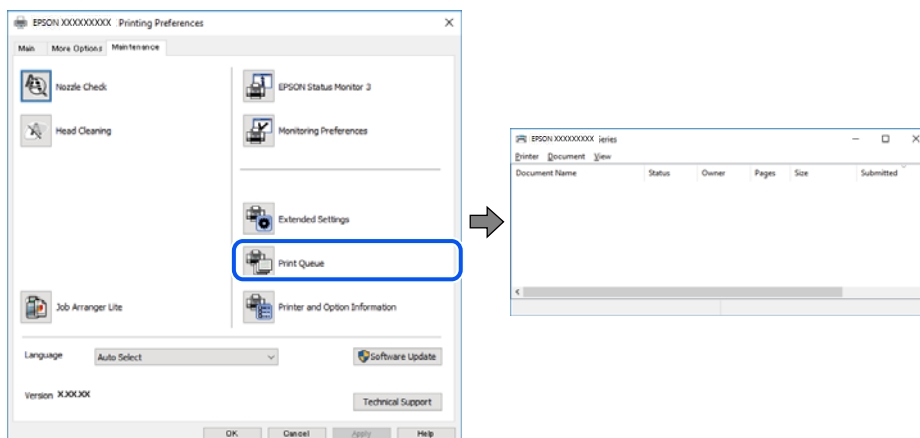 EPSON XXXXXXXXX Printing Preferences
Main More Options Maintenance
Nozzle Check
Head Cleaning
Job Arranger Lite
EPSON Status Monitor 3
Monitoring Preferences
Extended Settings
Print Queue
Printer and Option Information
Language Auto Select Software Update
Version X.XX.XX
Technical Support
OK Cancel Apply Help
EPSON XXXXXXXXX ieries
Printer Document View
Document Name Status Owner Pages Size Submitted